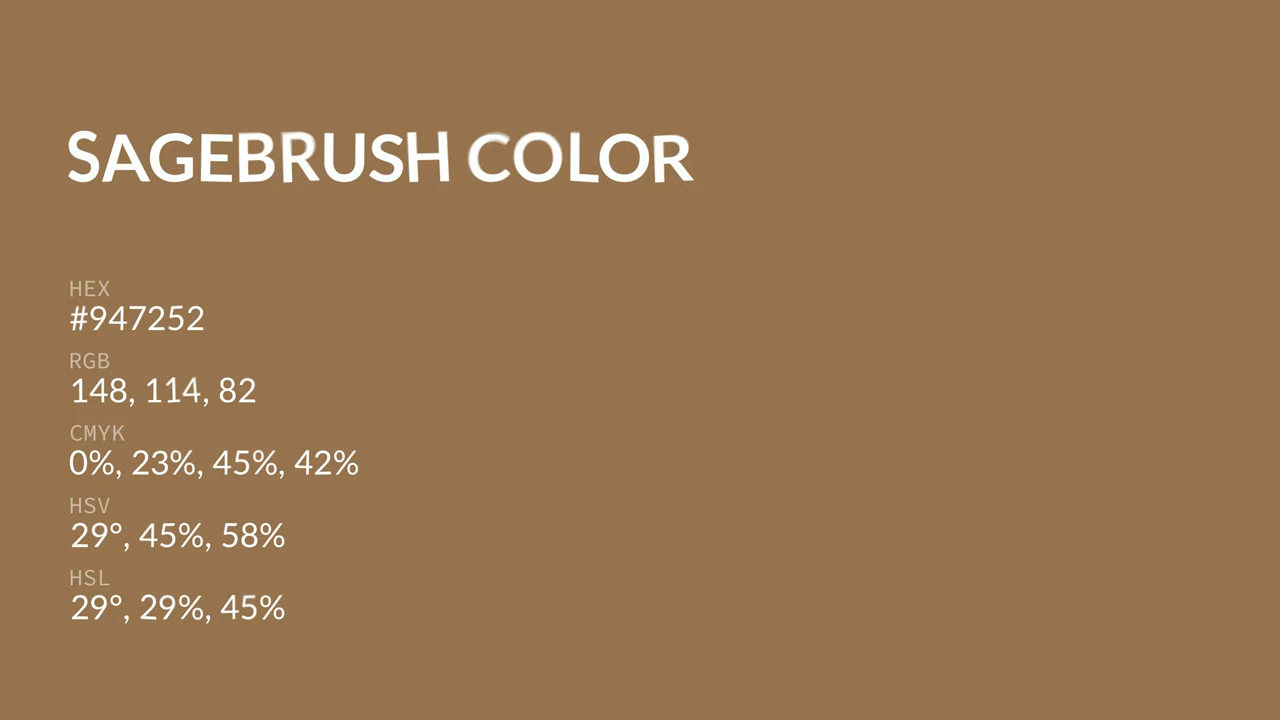 SAGEBRUSH COLOR
HEX
#947252
RGB
148, 114, 82
CMYK
0%, 23%, 45%, 42%
HSV
29°, 45%, 58%
HSL
29°, 29%, 45%